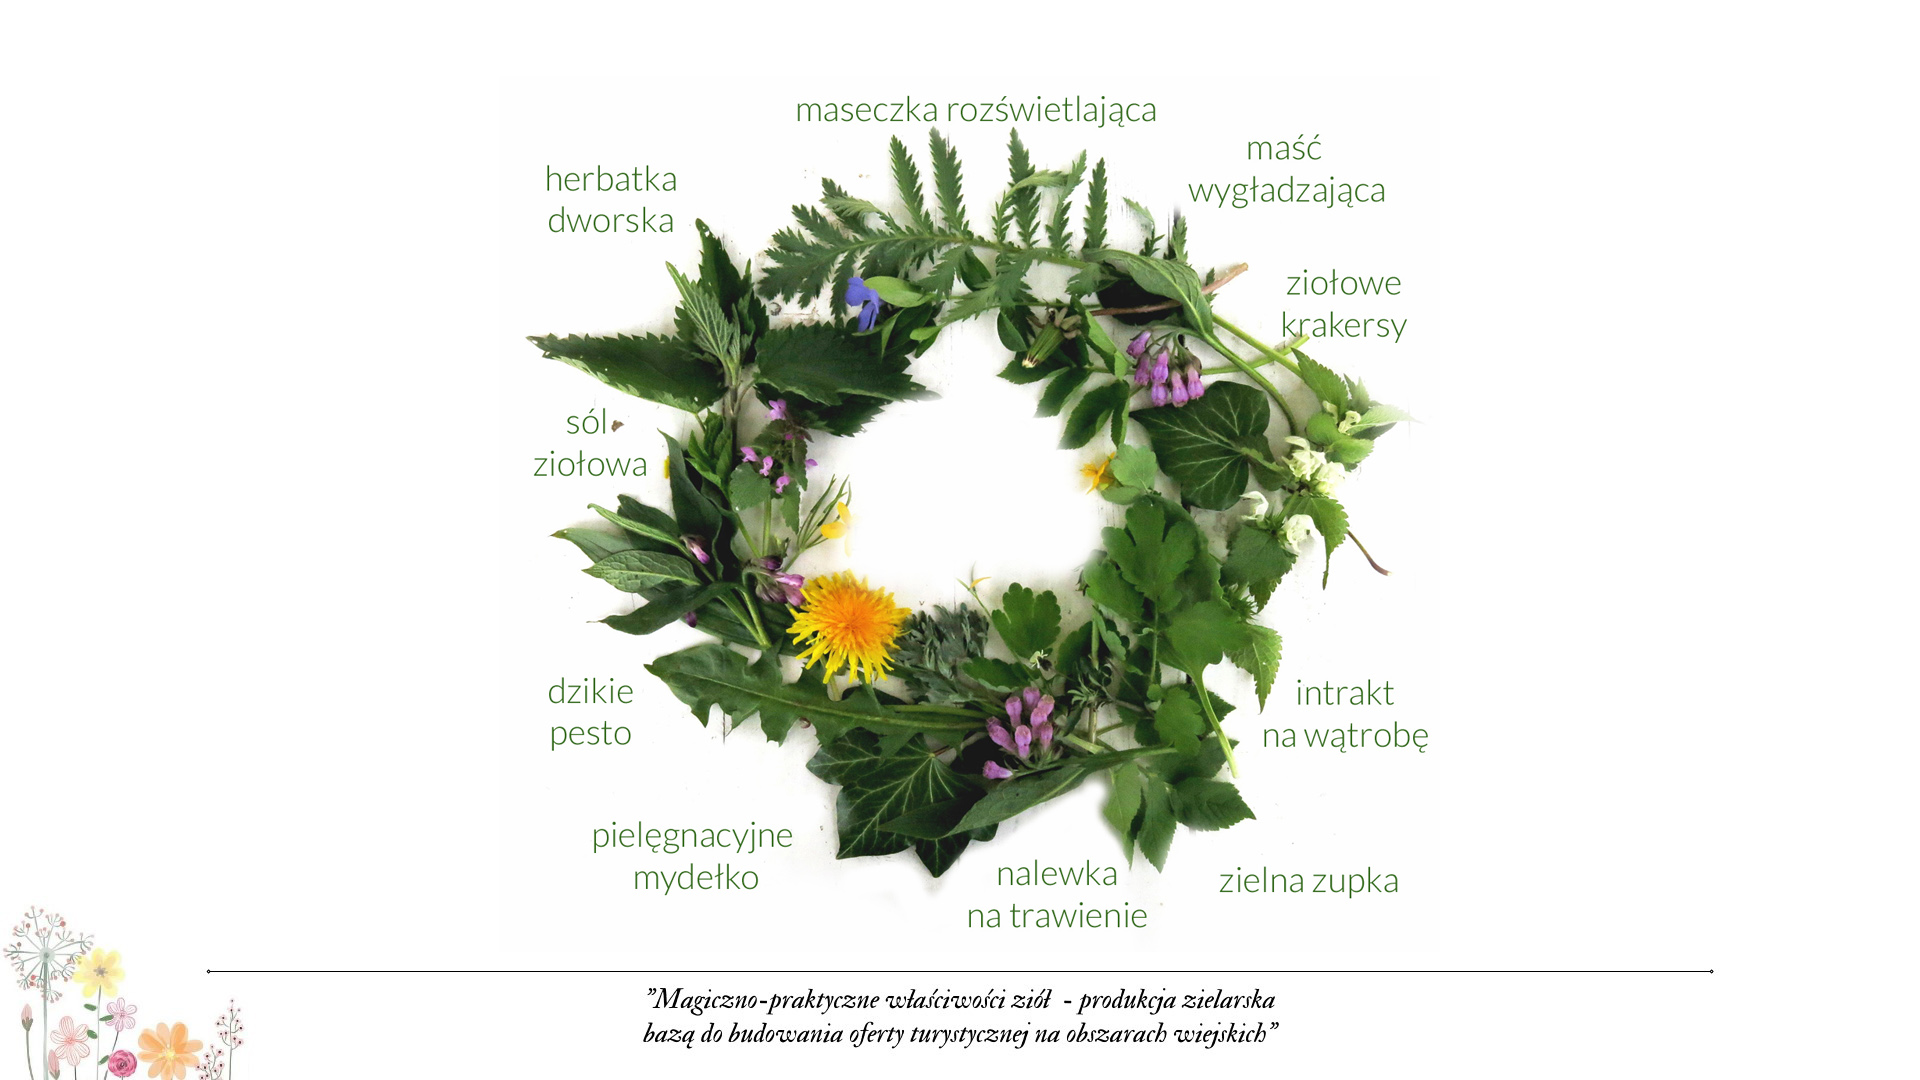 maseczka rozświetlająca
maść
wygładzająca
herbatka
dworska
ziołowe
krakersy
sól
ziołowa
dzikie
pesto
intrakt
na wątrobę
pielęgnacyjne
mydełko
nalewka
na trawienie
zielna zupka
"Magiczno-praktyczne właściwości ziół - produkcja zielarska
bazą do budowania oferty turystycznej na obszarach wiejskich"